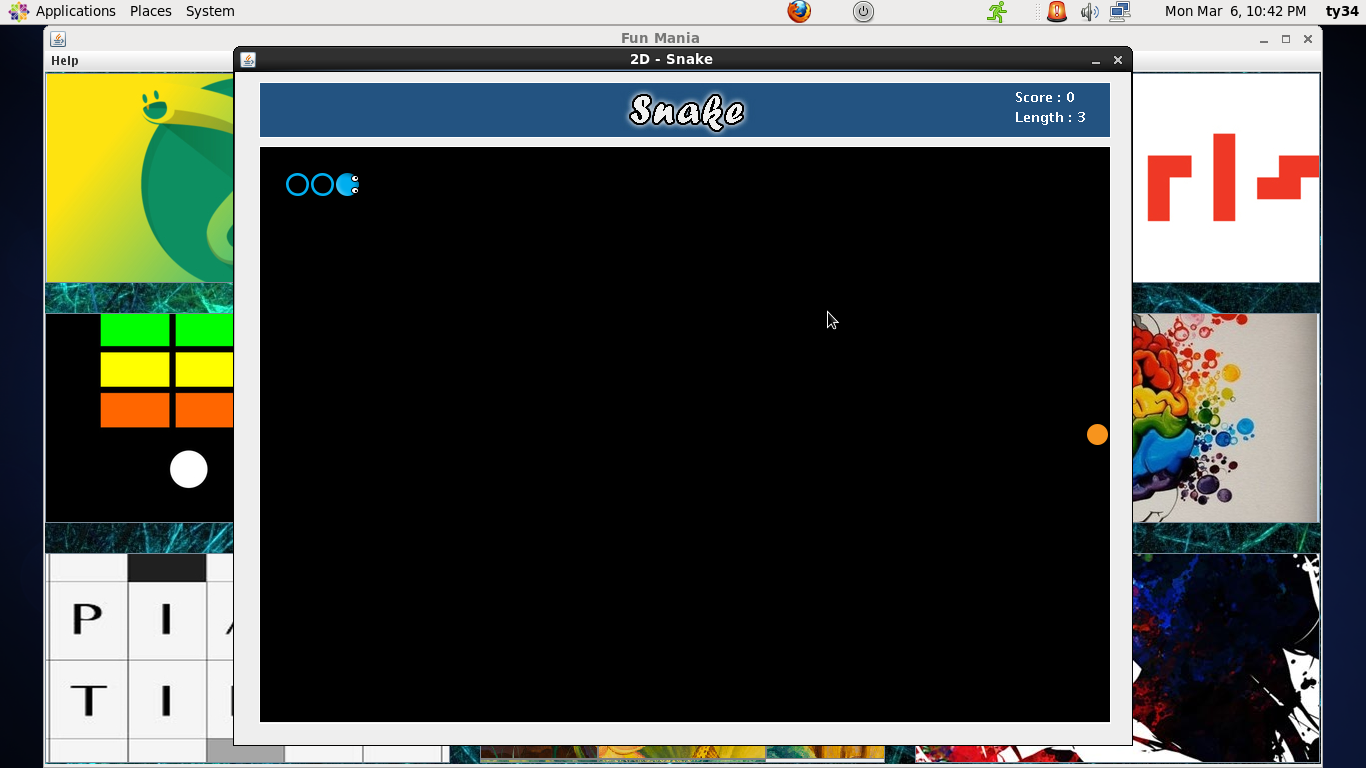 Applications Places System Mon Mar 6, 10:42 PM ty34
Fun Mania
Help
2D - Snake
Snake
Score : 0
Length : 3
P I
T I